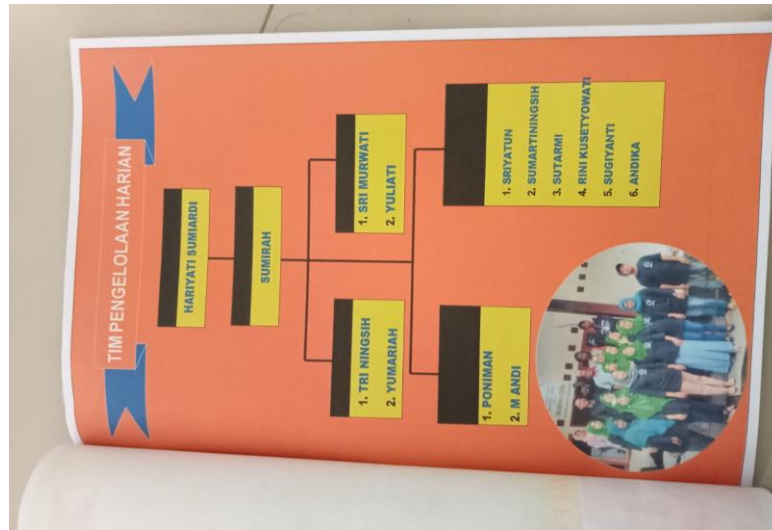 TIM PENGELOLAAN HARIAN
HARIYATI SUMIARDI
SUMIRAH
1. TRI NINGSIH
2. YUMARIAH
1. SRI MURWATI
2. YULIATI
1. PONIMAN
2. M ANDI
1. SRIYATUN
2. SUMARTININGSIH
3. SUTARMI
4. RINI KUSETYOWATI
5. SUGIYANTI
6. ANDIKA